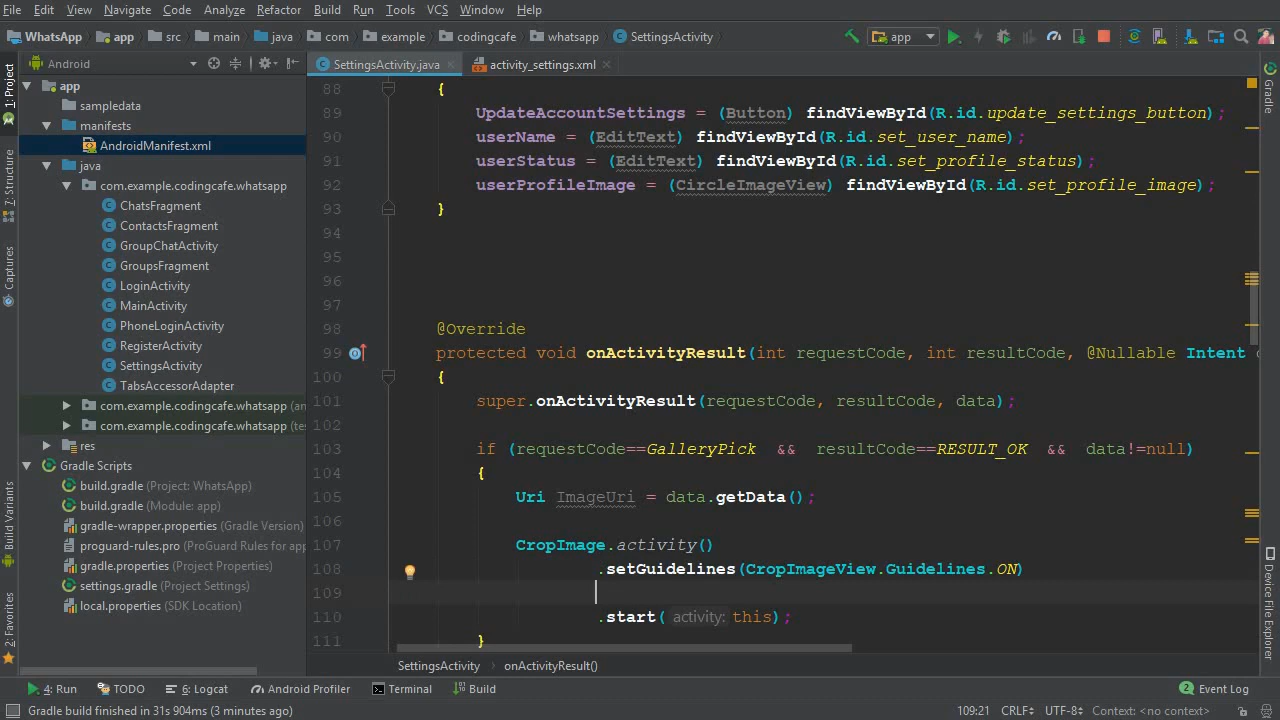 File Edit View Navigate Code Analyze Refactor Build Run Tools VCS Window Help
WhatsApp app src main java com example codingcafe whatsapp SettingsActivity app
1: Project
Z: Structure
Captures
Build Variants
2: Favorites
Android
app
sampledata
manifests
AndroidManifest.xml
java
com.example.codingcafe.whatsapp
ChatsFragment
ContactsFragment
GroupChatActivity
GroupsFragment
LoginActivity
MainActivity
PhoneLoginActivity
RegisterActivity
SettingsActivity
TabsAccessorAdapter
com.example.codingcafe.whatsapp (an
com.example.codingcafe.whatsapp (te
res
Gradle Scripts
build.gradle (Project: WhatsApp)
build.gradle (Module: app)
gradle-wrapper.properties (Gradle Version)
proguard-rules.pro (ProGuard Rules for app
gradle.properties (Project Properties)
settings.gradle (Project Settings)
local.properties (SDK Location)
SettingsActivity.java activity_settings.xml
88 {
89 UpdateAccountSettings = (Button) findViewById(R.id.update_settings_button);
90 userName = (EditText) findViewById(R.id.set_user_name);
91 userStatus = (EditText) findViewById(R.id.set_profile_status);
92 userProfileImage = (CircleImageView) findViewById(R.id.set_profile_image);
93 }
94
95
96
97
98 @Override
99 protected void onActivityResult(int requestCode, int resultCode, @Nullable Intent
100 {
101 super.onActivityResult(requestCode, resultCode, data);
102
103 if (requestCode==GalleryPick && resultCode==RESULT_OK && data!=null)
104 {
105 Uri ImageUri = data.getData();
106
107 CropImage.activity()
108 .setGuidelines(CropImageView.Guidelines.ON)
109
110 .start( activity: this);
111 }
SettingsActivity onActivityResult()
Gradle
Device File Explorer
4: Run TODO 6: Logcat Android Profiler Terminal Build 2 Event Log
Gradle build finished in 31s 904ms (3 minutes ago) 109:21 CRLF UTF-8 Context: <no context>